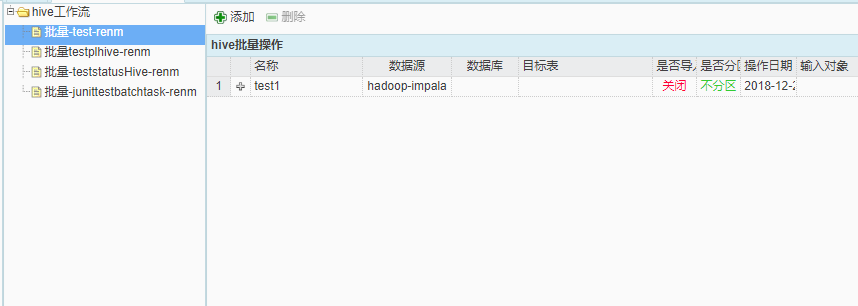 hive工作流
批量-test-renm
批量testplhive-renm
批量-teststatusHive-renm
批量-junittestbatchtask-renm
添加 删除
hive批量操作
名称 数据源 数据库 目标表 是否导入 是否分区 操作日期 输入对象
1 test1 hadoop-impala 关闭 不分区 2018-12-2